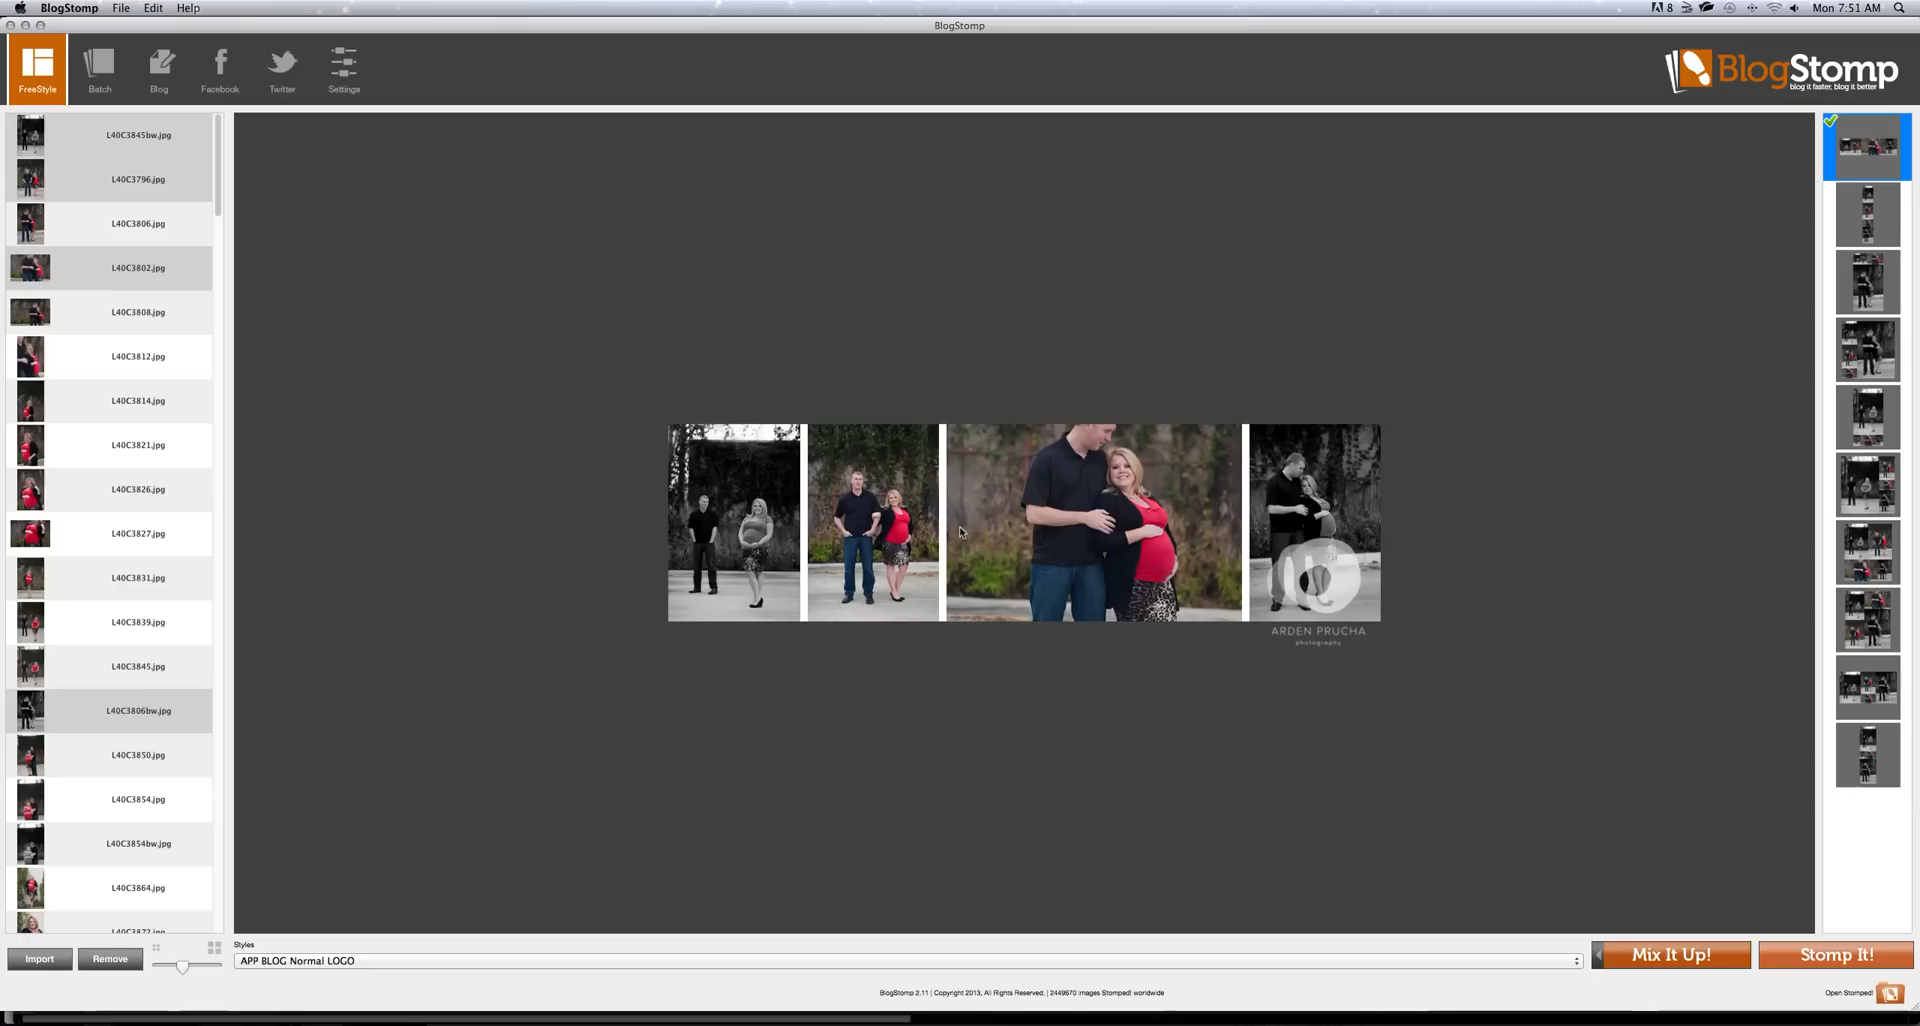 BlogStomp File Edit Help
8 Mon 7:51 AM
BlogStomp
FreeStyle Batch Blog Facebook Twitter Settings
BlogStomp
blog it faster, blog it better
L40C3845bw.jpg
L40C3796.jpg
L40C3806.jpg
L40C3802.jpg
L40C3808.jpg
L40C3812.jpg
L40C3814.jpg
L40C3821.jpg
L40C3826.jpg
L40C3827.jpg
L40C3831.jpg
L40C3839.jpg
L40C3845.jpg
L40C3806bw.jpg
L40C3850.jpg
L40C3854.jpg
L40C3854bw.jpg
L40C3864.jpg
L40C3872.jpg
ARDEN PRUCHA
photography
Styles
Import Remove APP BLOG Normal LOGO Mix It Up! Stomp It!
BlogStomp 2.11 | Copyright 2013, All Rights Reserved. | 2449670 images Stomped! worldwide
Open Stomped!